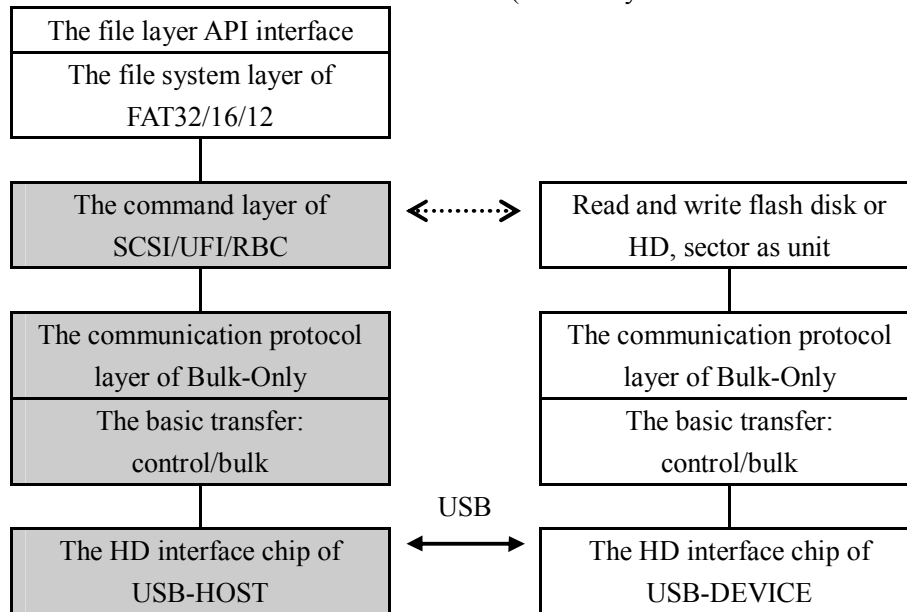 The file layer API interface
The file system layer of
FAT32/16/12
The command layer of
SCSI/UFI/RBC
Read and write flash disk or
HD, sector as unit
The communication protocol
layer of Bulk-Only
The communication protocol
layer of Bulk-Only
The basic transfer:
control/bulk
The basic transfer:
control/bulk
USB
The HD interface chip of
USB-HOST
The HD interface chip of
USB-DEVICE